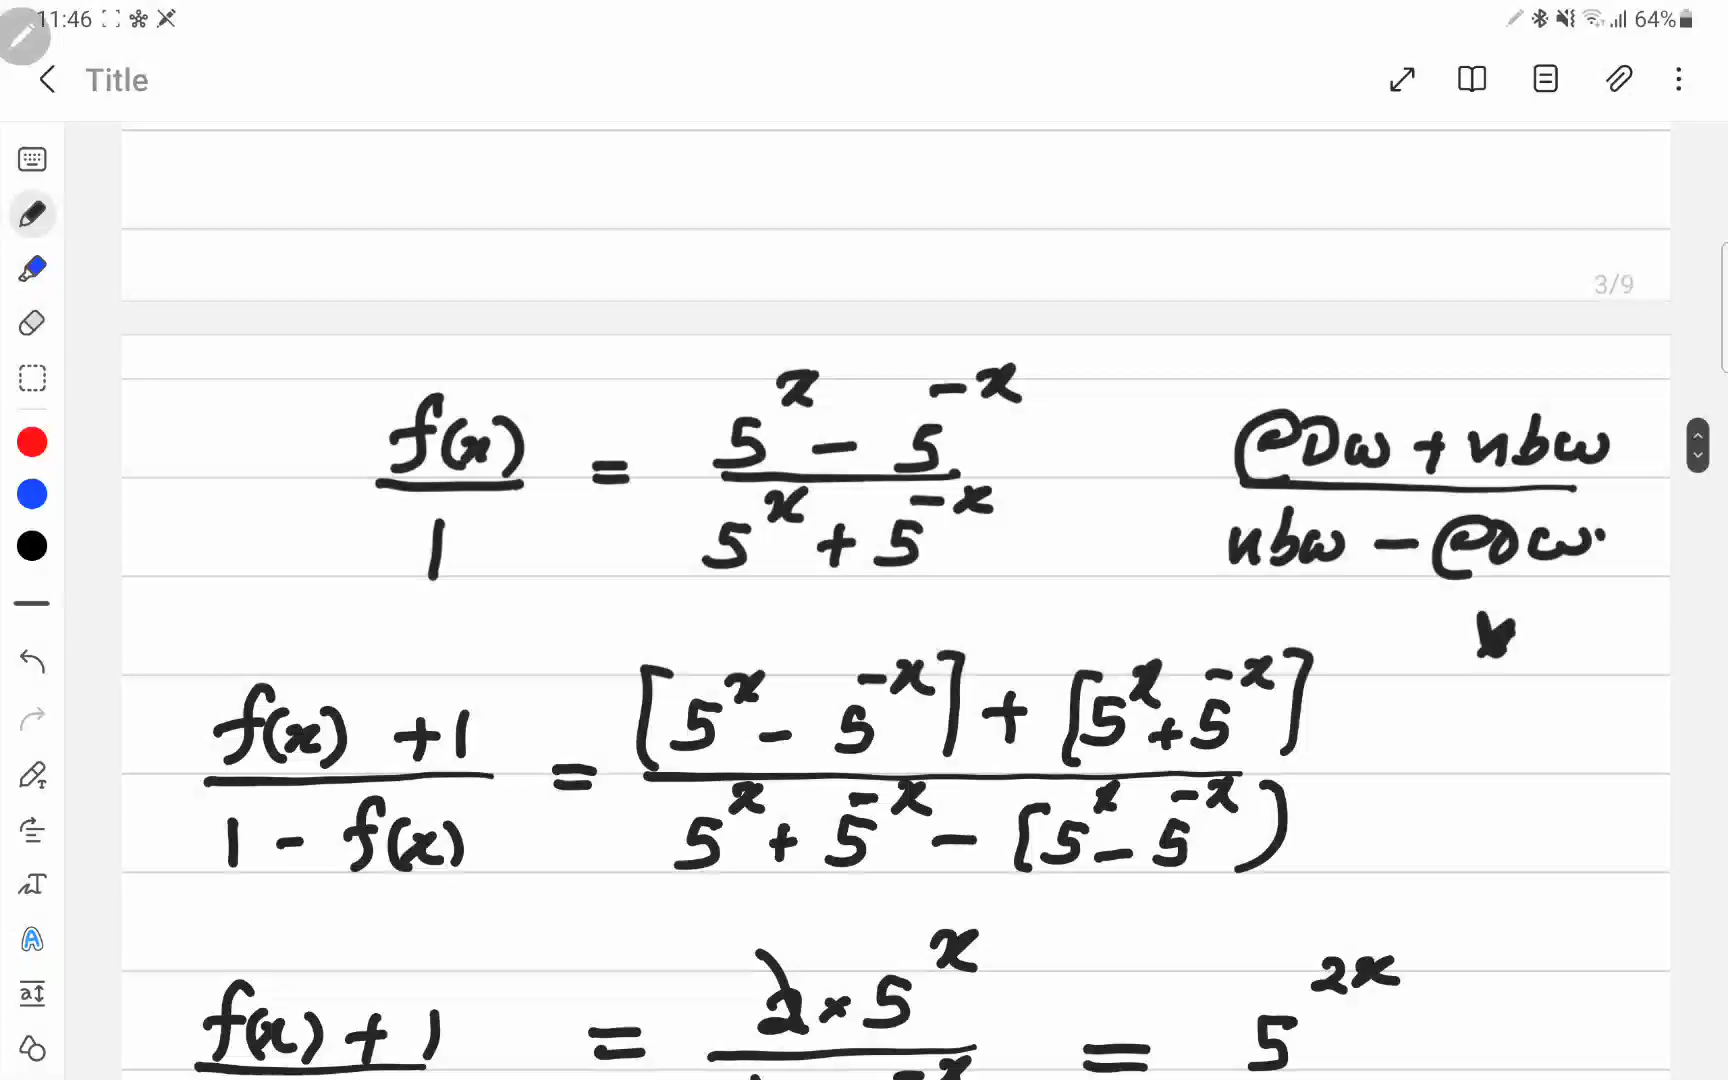 11:46 64%
Title
3/9
f(x)/1 = (5^x - 5^-x)/(5^x + 5^-x)
f(x) + 1 / 1 - f(x) = [5^x - 5^-x] + [5^x + 5^-x] / 5^x + 5^-x - [5^x - 5^-x)
f(x) + 1 = 2 × 5^x = 5^2x